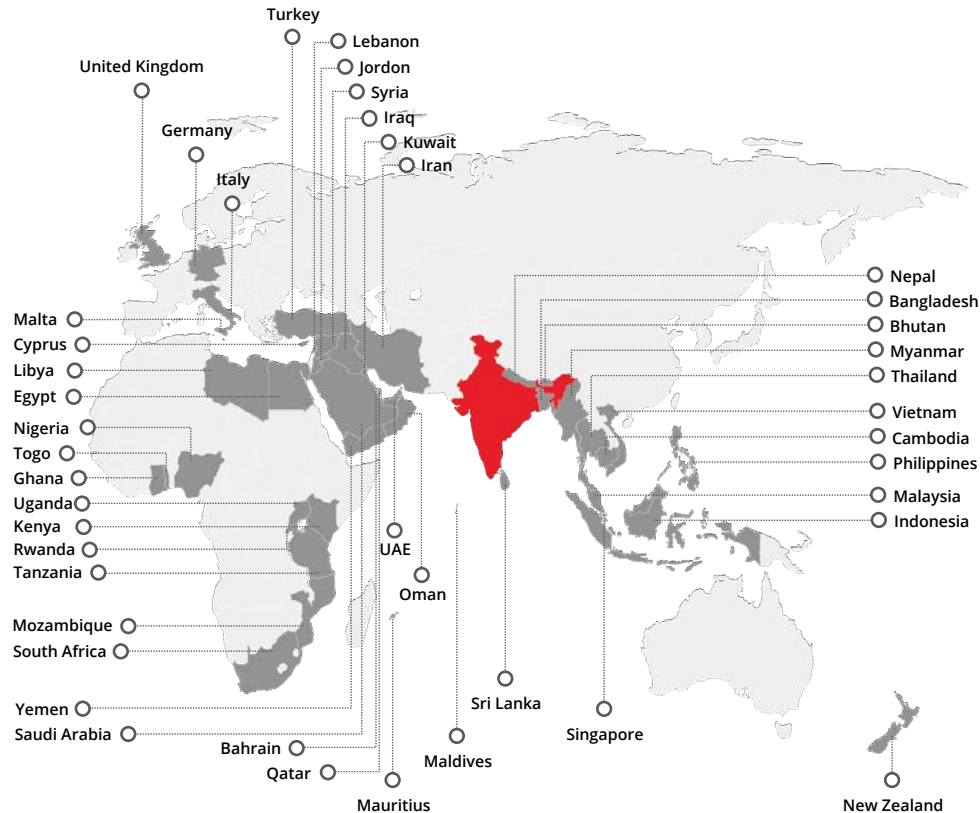 Turkey
Lebanon
Jordon
Syria
Iraq
Kuwait
Iran
United Kingdom
Germany
Italy
Malta
Cyprus
Libya
Egypt
Nigeria
Togo
Ghana
Uganda
Kenya
Rwanda
Tanzania
Mozambique
South Africa
Yemen
Saudi Arabia
Bahrain
Qatar
Mauritius
UAE
Oman
Maldives
Sri Lanka
Singapore
Nepal
Bangladesh
Bhutan
Myanmar
Thailand
Vietnam
Cambodia
Philippines
Malaysia
Indonesia
New Zealand